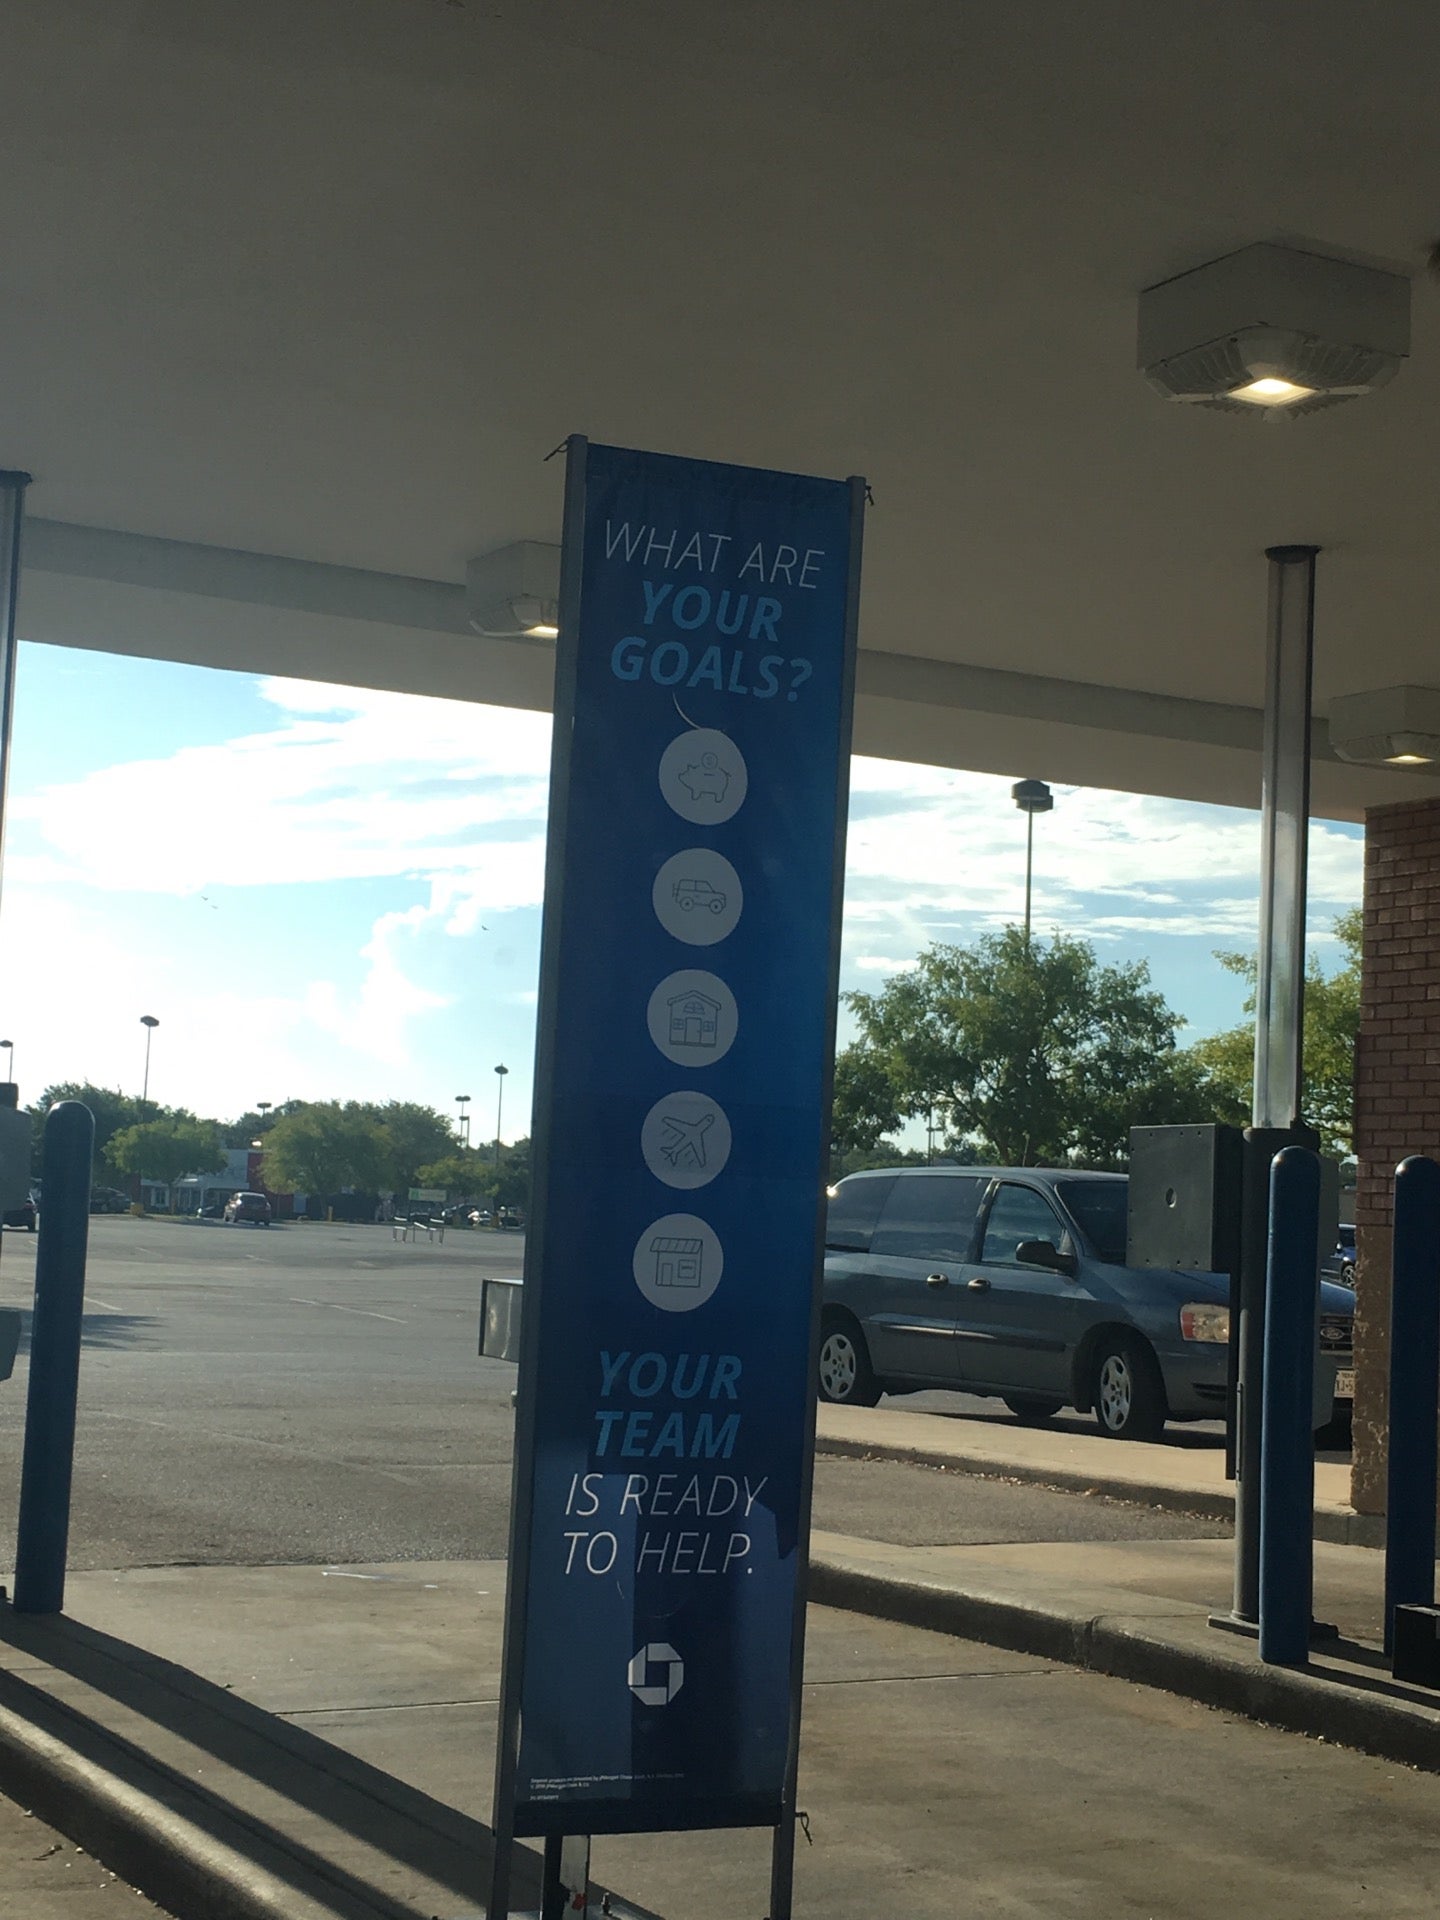 WHAT ARE
YOUR
GOALS?
YOUR
TEAM
IS READY
TO HELP.